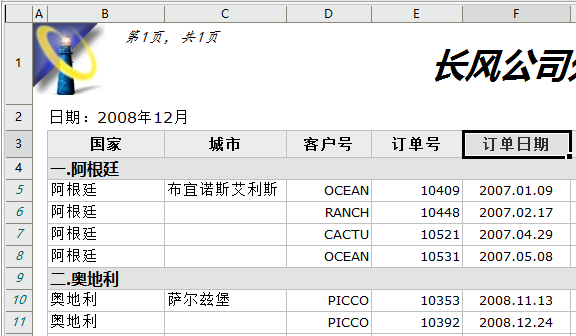 A B C D E F
1 第1页, 共1页 长风公司
2 日期：2008年12月
3 国家 城市 客户号 订单号 订单日期
4 一.阿根廷
5 阿根廷 布宜诺斯艾利斯 OCEAN 10409 2007.01.09
6 阿根廷 RANCH 10448 2007.02.17
7 阿根廷 CACTU 10521 2007.04.29
8 阿根廷 OCEAN 10531 2007.05.08
9 二.奥地利
10 奥地利 萨尔兹堡 PICCO 10353 2008.11.13
11 奥地利 PICCO 10392 2008.12.24